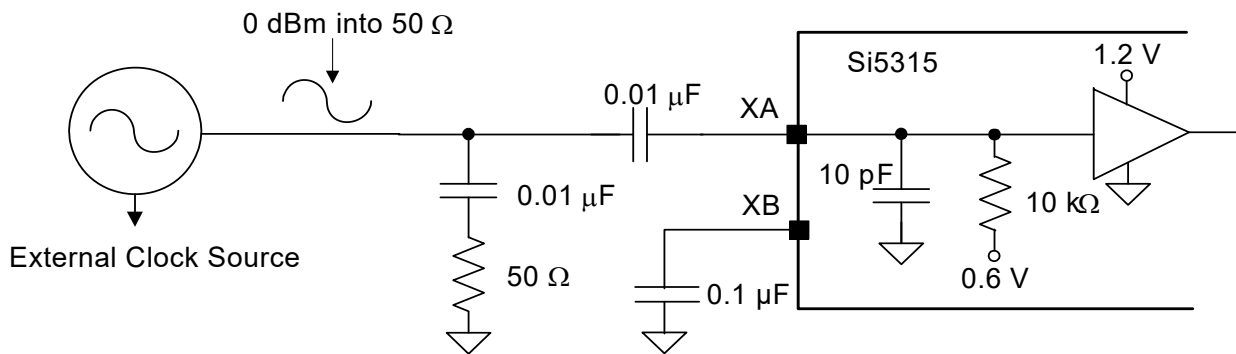 0 dBm into 50 Ω
1.2 V
Si5315
0.01 μF
XA
10 pF
0.01 μF
XB
10 kΩ
External Clock Source
50 Ω
0.1 µF
0.6 V